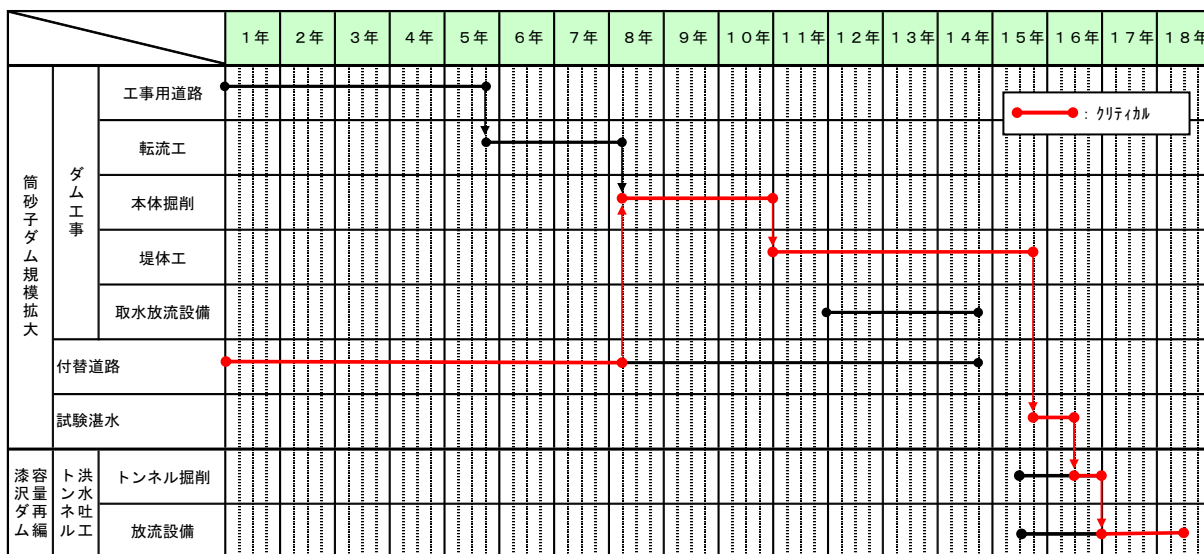 １年 ２年 ３年 ４年 ５年 ６年 ７年 ８年 ９年 １０年 １１年 １２年 １３年 １４年 １５年 １６年 １７年 １８年
：クリティカル
筒砂子ダム規模拡大
ダム工事
工事用道路
転流工
本体掘削
堤体工
取水放流設備
付替道路
試験湛水
漆沢ダム
容量再編
洪水吐工
トンネル
トンネル掘削
放流設備